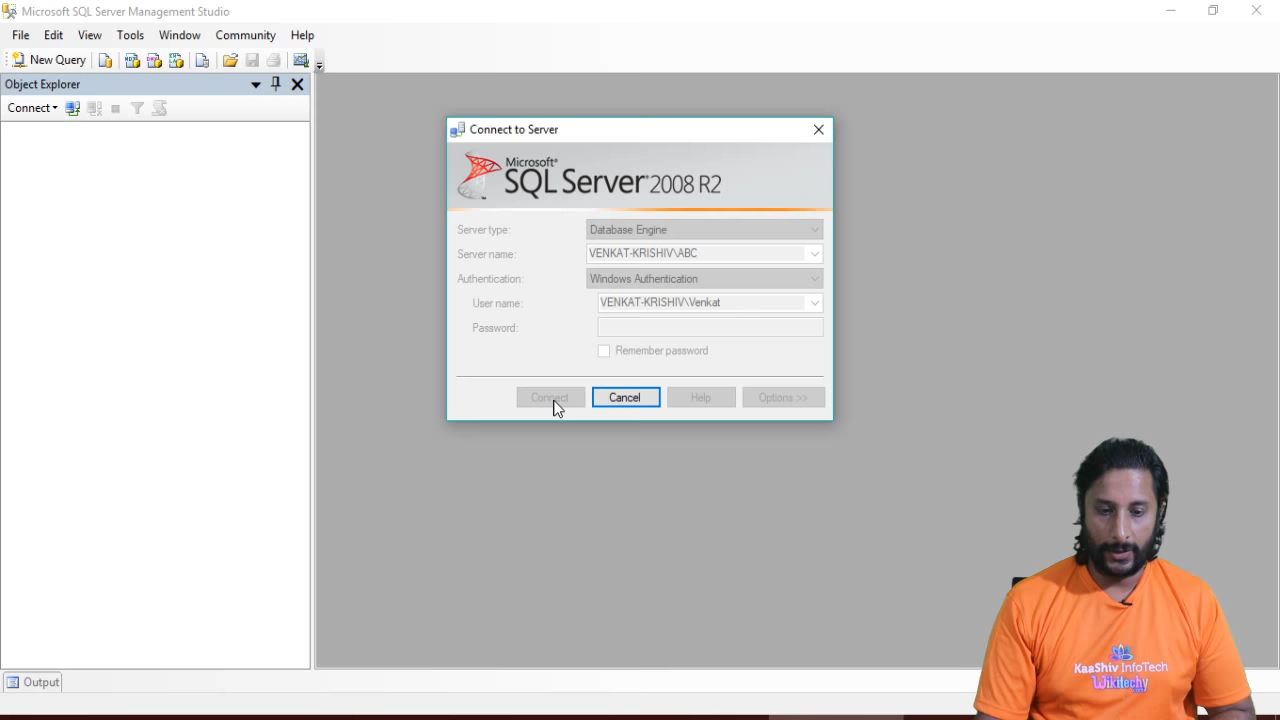 Microsoft SQL Server Management Studio
File Edit View Tools Window Community Help
New Query
Object Explorer
Connect
Connect to Server
Microsoft®
SQL Server® 2008 R2
Server type: Database Engine
Server name: VENKAT-KRISHIV\ABC
Authentication: Windows Authentication
User name: VENKAT-KRISHIV\Venkat
Password:
Remember password
Connect Cancel Help Options >>
KaaShiv InfoTech
Wikitechy
Output